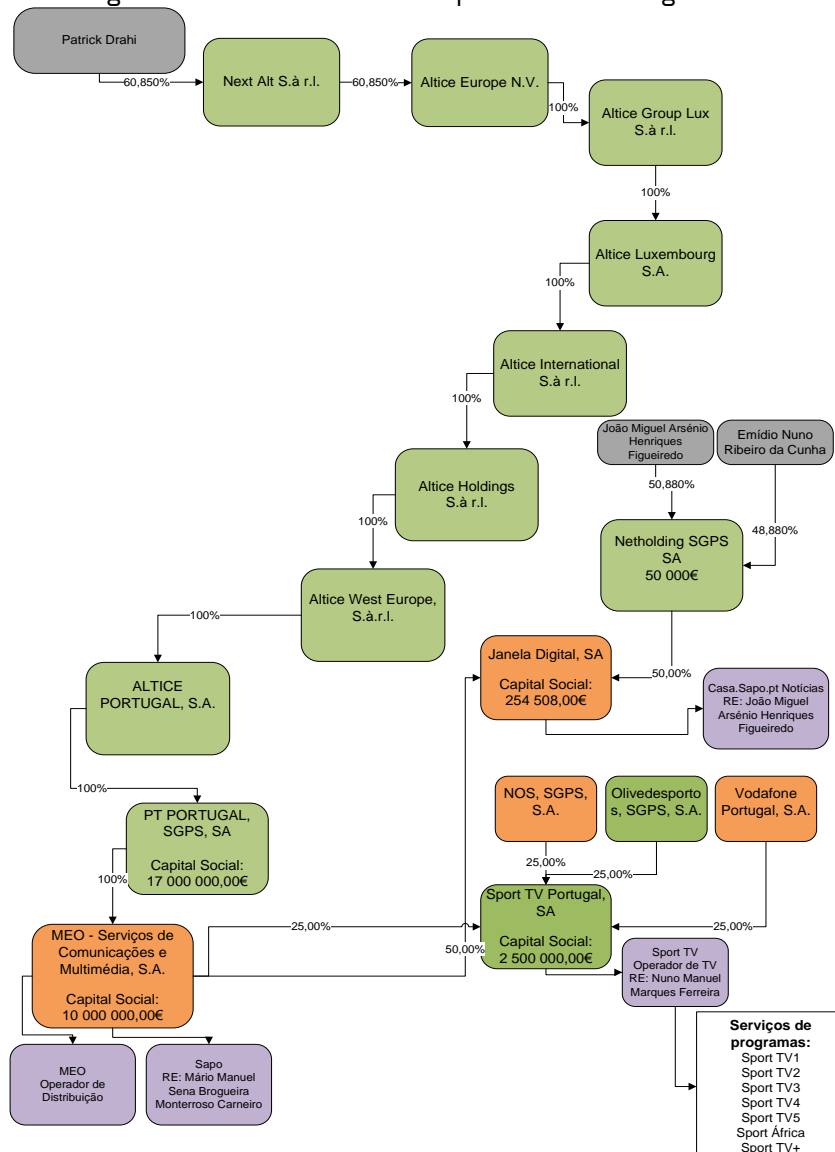 Patrick Drahi
60,850%
Next Alt S.à r.l.
60,850%
Altice Europe N.V.
100%
Altice Group Lux
S.à r.l.
100%
Altice Luxembourg
S.A.
100%
Altice International
S.à r.l.
100%
João Miguel Arsénio
Henriques
Figueiredo
Emídio Nuno
Ribeiro da Cunha
50,880%
48,880%
Altice Holdings
S.à r.l.
100%
Netholding SGPS
SA
50 000€
Altice West Europe,
S.à.r.l.
100%
50,00%
Janela Digital, SA
Capital Social:
254 508,00€
Casa.Sapo.pt Notícias
RE: João Miguel
Arsénio Henriques
Figueiredo
ALTICE
PORTUGAL, S.A.
100%
PT PORTUGAL,
SGPS, SA
Capital Social:
17 000 000,00€
100%
NOS, SGPS,
S.A.
Olivedesporto
s, SGPS, S.A.
Vodafone
Portugal, S.A.
25,00%
25,00%
25,00%
Sport TV Portugal,
SA
Capital Social:
2 500 000,00€
MEO - Serviços de
Comunicações e
Multimédia, S.A.
Capital Social:
10 000 000,00€
25,00%
50,00%
Sport TV
Operador de TV
RE: Nuno Manuel
Marques Ferreira
MEO
Operador de
Distribuição
Sapo
RE: Mário Manuel
Sena Brogueira
Monterroso Carneiro
Serviços de
programas:
Sport TV1
Sport TV2
Sport TV3
Sport TV4
Sport TV5
Sport África
Sport TV+